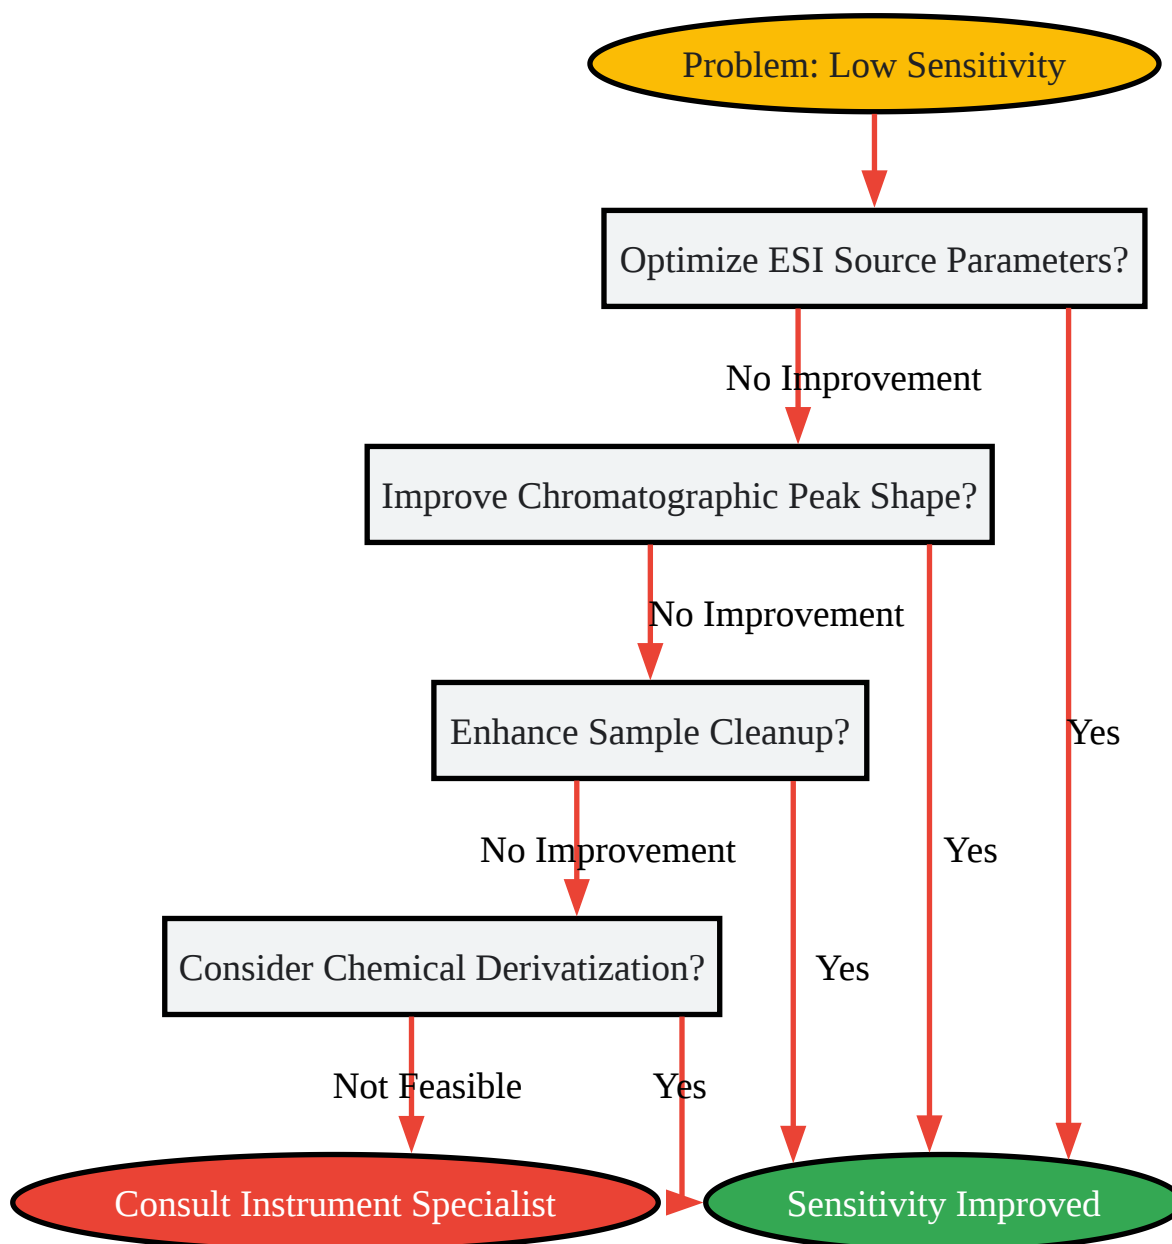 Problem: Low Sensitivity
Optimize ESI Source Parameters?
No Improvement
Improve Chromatographic Peak Shape?
No Improvement
Enhance Sample Cleanup?
Yes
No Improvement
Yes
Consider Chemical Derivatization?
Yes
Not Feasible
Yes
Consult Instrument Specialist
Sensitivity Improved